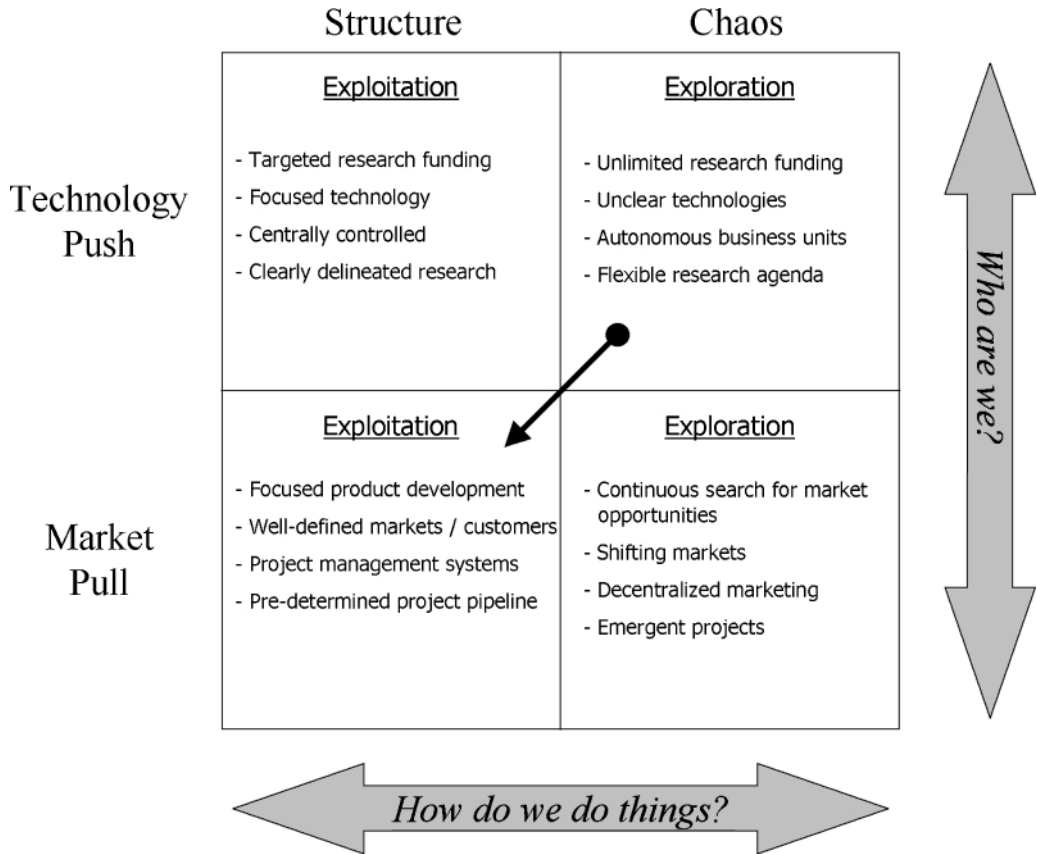 Structure
Chaos
Technology
Push
Exploitation
- Targeted research funding
- Focused technology
- Centrally controlled
- Clearly delineated research
Exploration
- Unlimited research funding
- Unclear technologies
- Autonomous business units
- Flexible research agenda
Who are we?
Market
Pull
Exploitation
- Focused product development
- Well-defined markets / customers
- Project management systems
- Pre-determined project pipeline
Exploration
- Continuous search for market
opportunities
- Shifting markets
- Decentralized marketing
- Emergent projects
How do we do things?